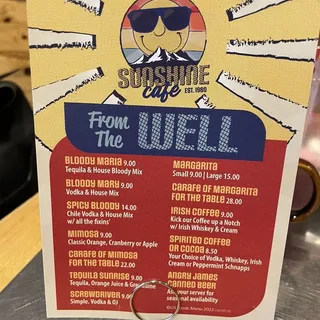 SUNSHINE
cafe EST. 1980
From The WELL
BLOODY MARIA 9.00
Tequila & House Bloody Mix
BLOODY MARY 9.00
Vodka & House Mix
SPICY BLOODY 14.00
Chile Vodka & House Mix
w/ all the fixins'
MIMOSA 9.00
Classic Orange, Cranberry or Apple
CARAFE OF MIMOSA
FOR THE TABLE 22.00
TEQUILA SUNRISE 9.00
Tequila, Orange Juice &
SCREWDRIVER 9.00
Simple. Vodka & OJ
MARGARITA
Small 9.00 | Large 15.00
CARAFE OF MARGARITA
FOR THE TABLE 28.00
IRISH COFFEE 9.00
Kick our Coffee up a Notch
w/ Irish Whiskey & Cream
SPIRITED COFFEE
OR COCOA 8.50
Your Choice of Vodka, Whiskey, Irish
Cream or Peppermint Schnapps
ANGRY JAMES
CANNED BEER
Ask your server for
seasonal availability